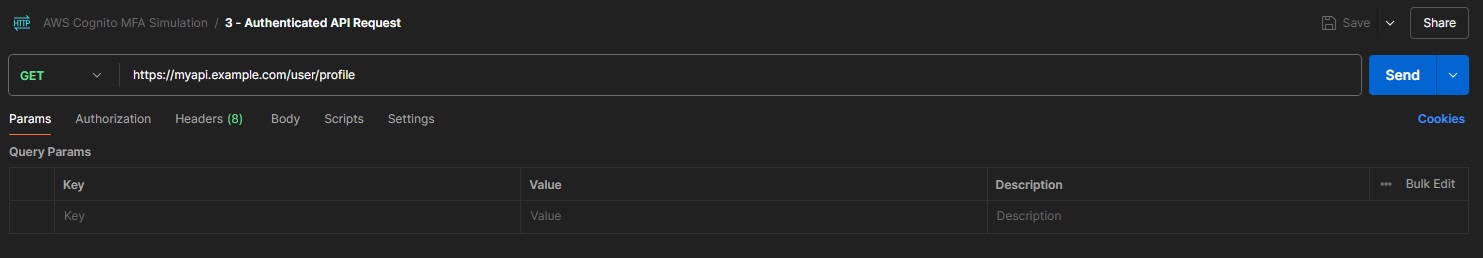 HTTP AWS Cognito MFA Simulation / 3 - Authenticated API Request Save Share
GET https://myapi.example.com/user/profile Send
Params Authorization Headers (8) Body Scripts Settings Cookies
Query Params
Key Value Description ••• Bulk Edit
Key Value Description